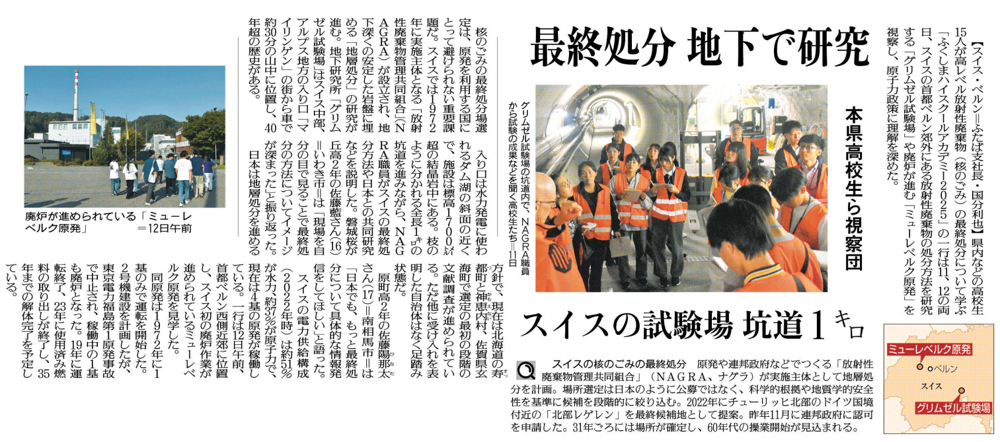 最終処分 地下で研究
本県高校生ら視察団
スイスの試験場 坑道1㌔
【スイス・ベルン=ふたば支社長・国分利也】県内などの高校生
15人が高レベル放射性廃棄物(核のごみ)の最終処分について学ぶ
「ふくしまハイスクールアカデミー2025」の一行は11、12の両
日、スイスの首都ベルン郊外にある放射性廃棄物の処分方法を研究
する「グリムゼル試験場」や廃炉が進む「ミューレベルク原発」を
視察し、原子力政策に理解を深めた。
グリムゼル試験場の坑道内で、NAGRA職員
から試験の成果などを聞く高校生たち=11日
核のごみの最終処分場選
定は、原発を利用する国に
とって避けられない重要課
題だ。スイスでは1972
年に実施主体となる「放射
性廃棄物管理共同組合」(N
AGRA)が設立され、地
下深くの安定した岩盤に埋
める「地層処分」の研究が
進む。地下研究所「グリム
ゼル試験場」はスイス中部、
アルプス地方の入り口「マ
イリンゲン」の街から車で
約30分の山中に位置し、40
年超の歴史がある。
入り口は水力発電に使わ
れるダム湖の斜面の近く
で、施設は標高1700㍍
超の結晶岩中にある。枝の
ように分かれる全長1㌔の
坑道を進みながら、NAG
RA職員がスイスの最終処
分方法や日本との共同研究
などを説明した。磐城桜が
丘高2年の佐藤藍さん(16)
=いわき市=は「現場を自
分の目で見ることで最終処
分の方法についてイメージ
が深まった」と振り返った。
日本は地層処分を進める
方針で、現在は北海道の寿
都町と神恵内村、佐賀県玄
海町で選定の最初の段階の
文献調査が進められてい
る。ただ他に受け入れを表
明した自治体はなく足踏み
状態だ。
原町高2年の佐藤陽那太
さん(17)=南相馬市=は
「日本でも、もっと最終処
分について具体的な情報発
信をしてほしい」と語った。
スイスの電力供給構成
(2022年時)は約51%
が水力、約37%が原子力で、
現在は4基の原発が稼働し
ている。一行は12日午前、
首都ベルン西側近郊に位置
し、スイス初の廃炉作業が
進められているミューレベ
ルク原発を見学した。
同原発は1972年に1
基のみで運転を開始した。
2号機建設を計画したが、
東京電力福島第1原発事故
で中止され、稼働中の1基
も廃炉となった。19年に運
転終了、23年に使用済み燃
料の取り出しが終了し、35
年までの解体完了を予定し
ている。
廃炉が進められている「ミューレ
ベルク原発」 =12日午前
スイスの核のごみの最終処分 原発や連邦政府などでつくる「放射性
廃棄物管理共同組合」(NAGRA、ナグラ)が実施主体として地層処
分を計画。場所選定は日本のように公募ではなく、科学的根拠や地質学的安全
性を基準に候補を段階的に絞り込む。2022年にチューリッヒ北部のドイツ国境
付近の「北部レゲレン」を最終候補地として提案。昨年11月に連邦政府に認可
を申請した。31年ごろには場所が確定し、60年代の操業開始が見込まれる。
ミューレベルク原発
ベルン
スイス
グリムゼル試験場